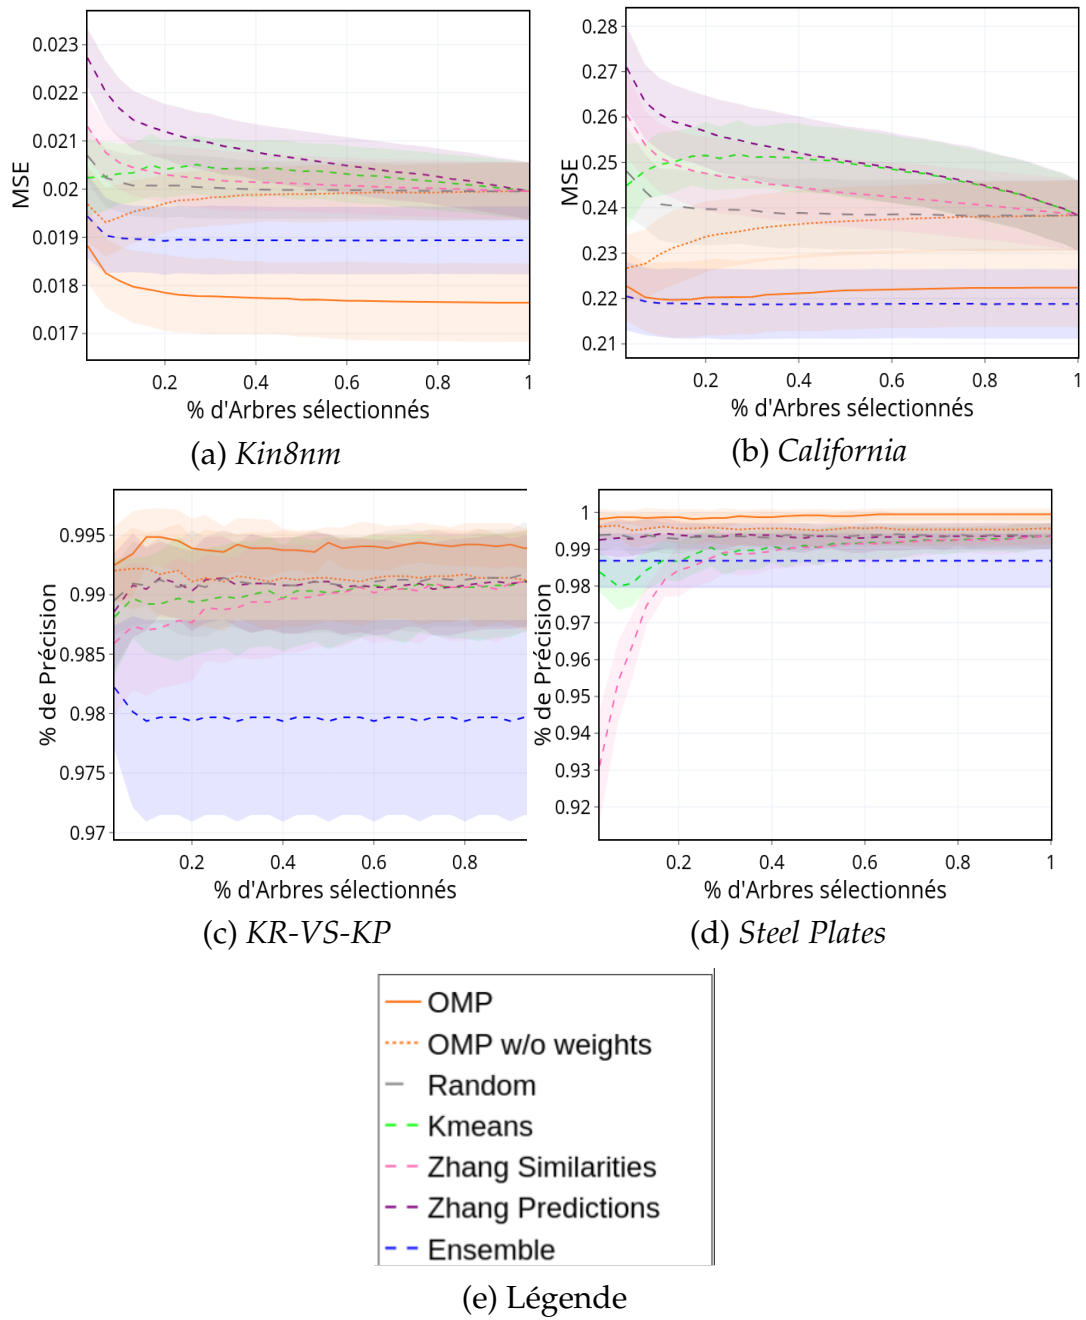 0.023
0.022
0.021
0.02
0.019
0.018
0.017
MSE
0.2 0.4 0.6 0.8 1
% d'Arbres sélectionnés
(a) Kin8nm
0.28
0.27
0.26
0.25
0.24
0.23
0.22
0.21
MSE
0.2 0.4 0.6 0.8 1
% d'Arbres sélectionnés
(b) California
0.995
0.99
0.985
0.98
0.975
0.97
% de Précision
0.2 0.4 0.6 0.8
% d'Arbres sélectionnés
(c) KR-VS-KP
1
0.99
0.98
0.97
0.96
0.95
0.94
0.93
0.92
% de Précision
0.2 0.4 0.6 0.8 1
% d'Arbres sélectionnés
(d) Steel Plates
OMP
OMP w/o weights
Random
Kmeans
Zhang Similarities
Zhang Predictions
Ensemble
(e) Légende